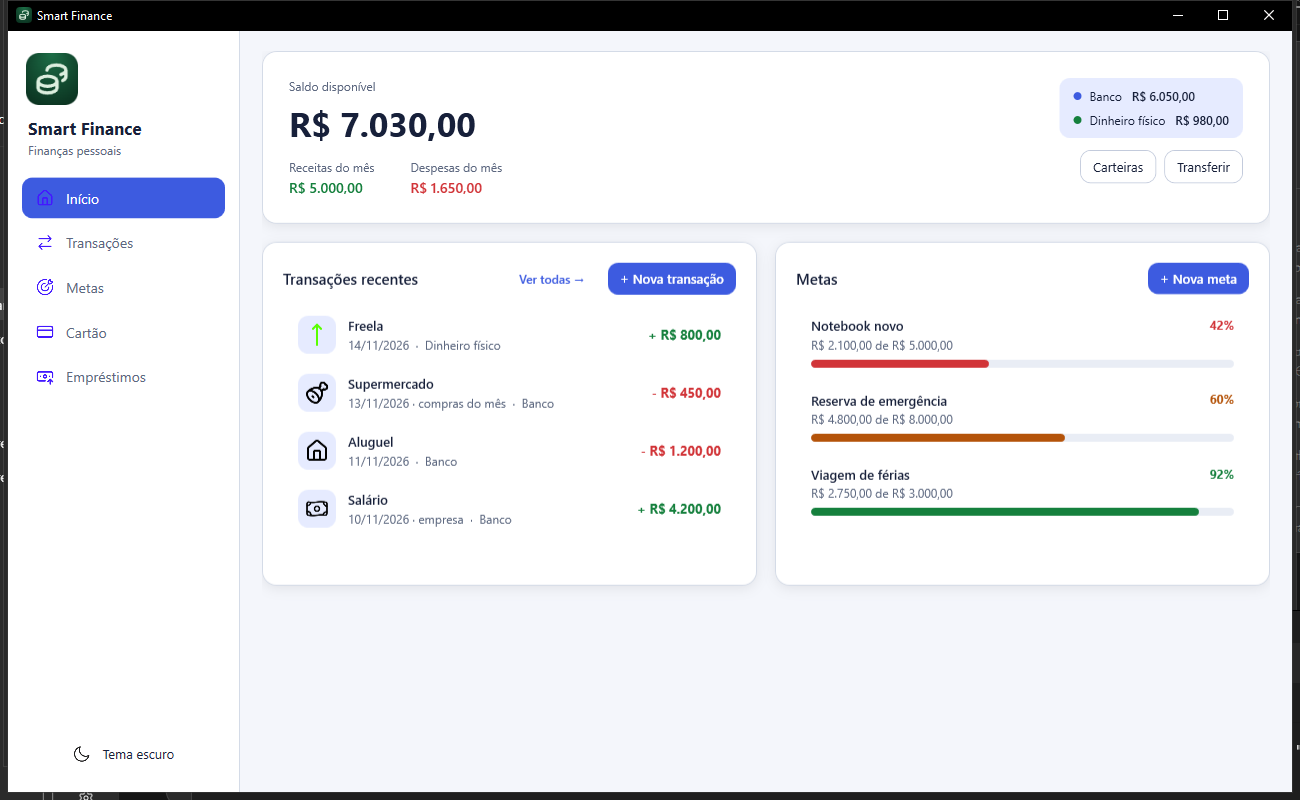 Smart Finance
Smart Finance
Finanças pessoais
Início
Transações
Metas
Cartão
Empréstimos
Tema escuro
Saldo disponível
R$ 7.030,00
Receitas do mês Despesas do mês
R$ 5.000,00 R$ 1.650,00
Banco R$ 6.050,00
Dinheiro físico R$ 980,00
Carteiras Transferir
Transações recentes Ver todas → + Nova transação
Freela
14/11/2026 · Dinheiro físico
+ R$ 800,00
Supermercado
13/11/2026 · compras do mês · Banco
- R$ 450,00
Aluguel
11/11/2026 · Banco
- R$ 1.200,00
Salário
10/11/2026 · empresa · Banco
+ R$ 4.200,00
Metas + Nova meta
Notebook novo 42%
R$ 2.100,00 de R$ 5.000,00
Reserva de emergência 60%
R$ 4.800,00 de R$ 8.000,00
Viagem de férias 92%
R$ 2.750,00 de R$ 3.000,00